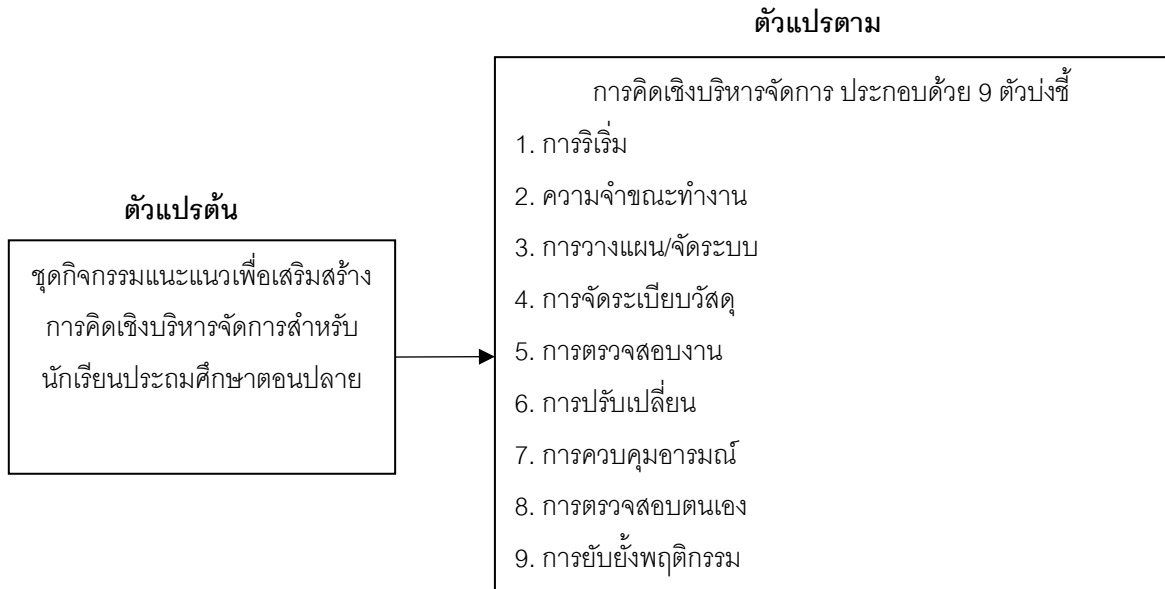 ตัวแปรต้น
ชุดกิจกรรมแนะแนวเพื่อเสริมสร้าง
การคิดเชิงบริหารจัดการสำหรับ
นักเรียนประถมศึกษาตอนปลาย
ตัวแปรตาม
การคิดเชิงบริหารจัดการ ประกอบด้วย 9 ตัวบ่งชี้
1. การริเริ่ม
2. ความจำขณะทำงาน
3. การวางแผน/จัดระบบ
4. การจัดระเบียบวัสดุ
5. การตรวจสอบงาน
6. การปรับเปลี่ยน
7. การควบคุมอารมณ์
8. การตรวจสอบตนเอง
9. การยับยั้งพฤติกรรม